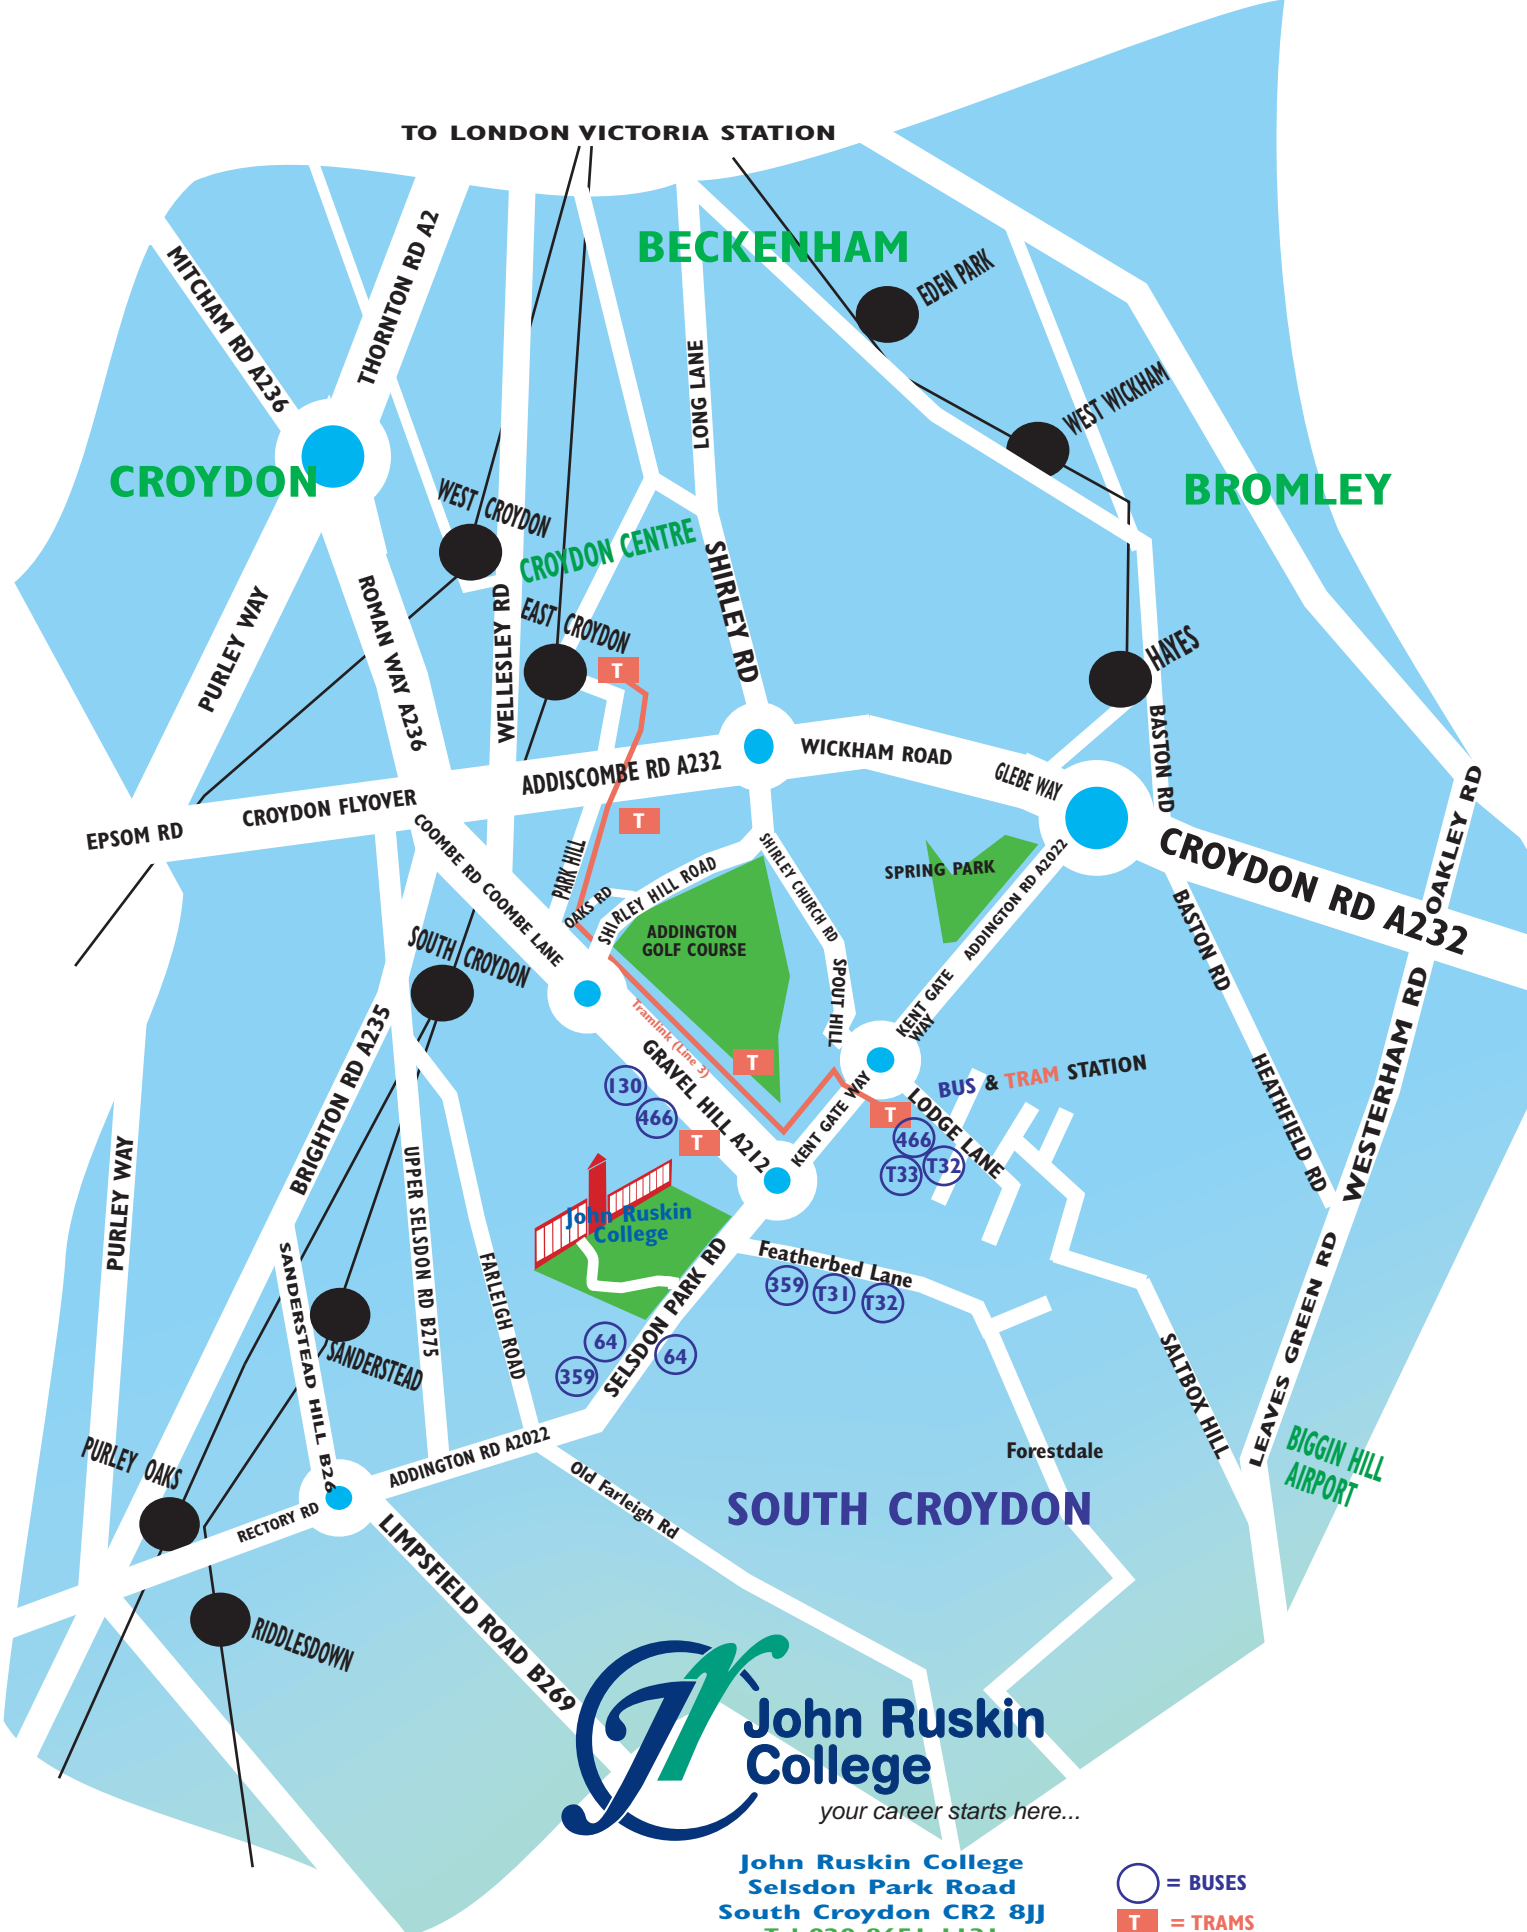 TO LONDON VICTORIA STATION
BECKENHAM
EDEN PARK
THORNTON RD A2
MITCHAM RD A236
LONG LANE
WEST WICKHAM
CROYDON
BROMLEY
WEST CROYDON
CROYDON CENTRE
SHIRLEY RD
EAST CROYDON
T
HAYES
PURLEY WAY
ROMAN WAY A236
WELLESLEY RD
BASTON RD
WICKHAM ROAD
GLEBE WAY
ADDISCOMBE RD A232
CROYDON FLYOVER
EPSOM RD
T
OAKLEY RD
COOMBE RD COOMBE LANE
PARK HILL
OAKS RD
SHIRLEY HILL ROAD
SHIRLEY CHURCH RD
SPRING PARK
ADDINGTON RD A2022
CROYDON RD A232
ADDINGTON
GOLF COURSE
BASTON RD
SOUTH CROYDON
SPOUT HILL
KENT GATE
WAY
WESTERHAM RD
Tramlink (Line 3)
T
BRIGHTON RD A235
GRAVEL HILL A212
130
466
T
KENT GATE WAY
BUS & TRAM STATION
T
LODGE LANE
466
T33
T32
HEATHFIELD RD
PURLEY WAY
UPPER SELSDON RD B275
John Ruskin
College
SELSDON PARK RD
Featherbed Lane
359
T31
T32
SANDERSTEAD HILL B26
FARLEIGH ROAD
64
64
359
SANDERSTEAD
SALTBOX HILL
LEAVES GREEN RD
BIGGIN HILL
AIRPORT
PURLEY OAKS
ADDINGTON RD A2022
Forestdale
Old Farleigh Rd
SOUTH CROYDON
RECTORY RD
LIMPSFIELD ROAD B269
RIDDLESDOWN
John Ruskin
College
your career starts here...
John Ruskin College
Selsdon Park Road
South Croydon CR2 8JJ
= BUSES
T = TRAMS